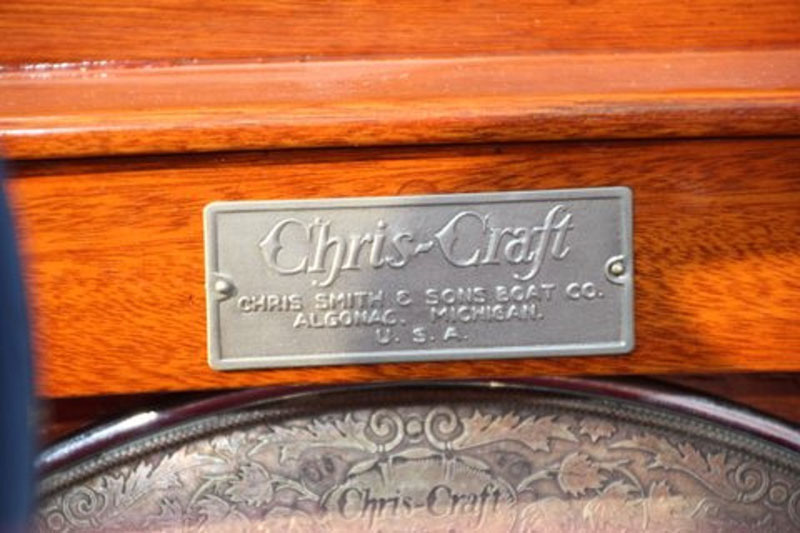 Chris-Craft
CHRIS SMITH & SONS BOAT CO.
ALGONAC, MICHIGAN.
U. S. A.
Chris-Craft